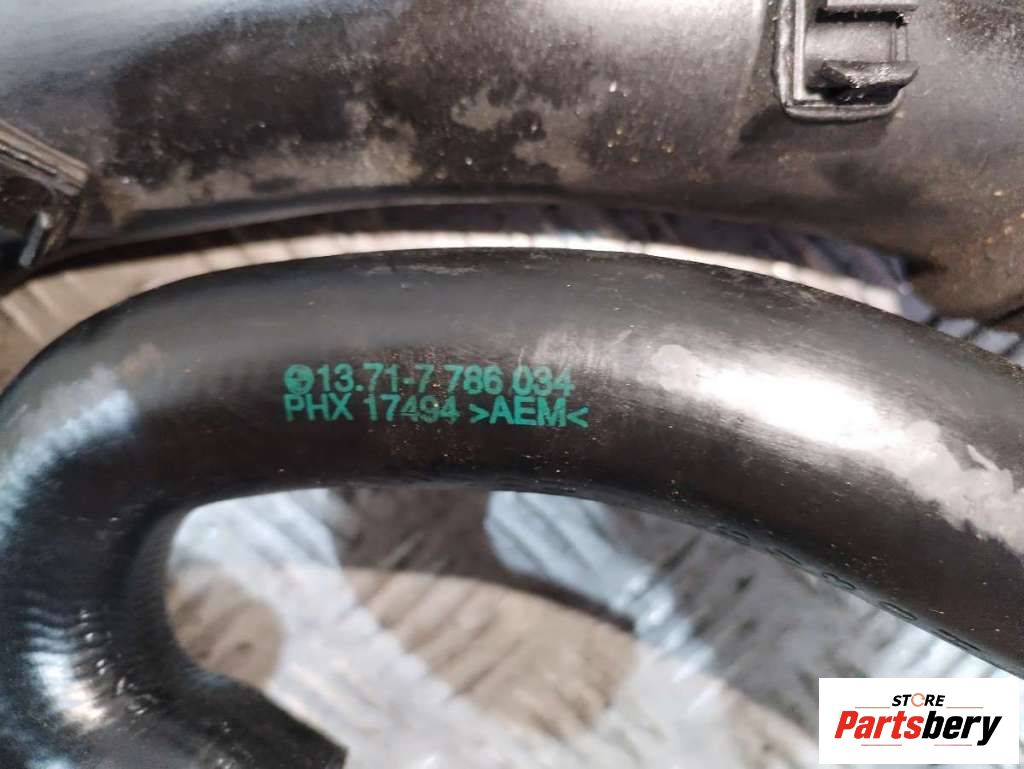 13.71-7 786 034
PHX 17494 >AEM<
STORE
Partsbery